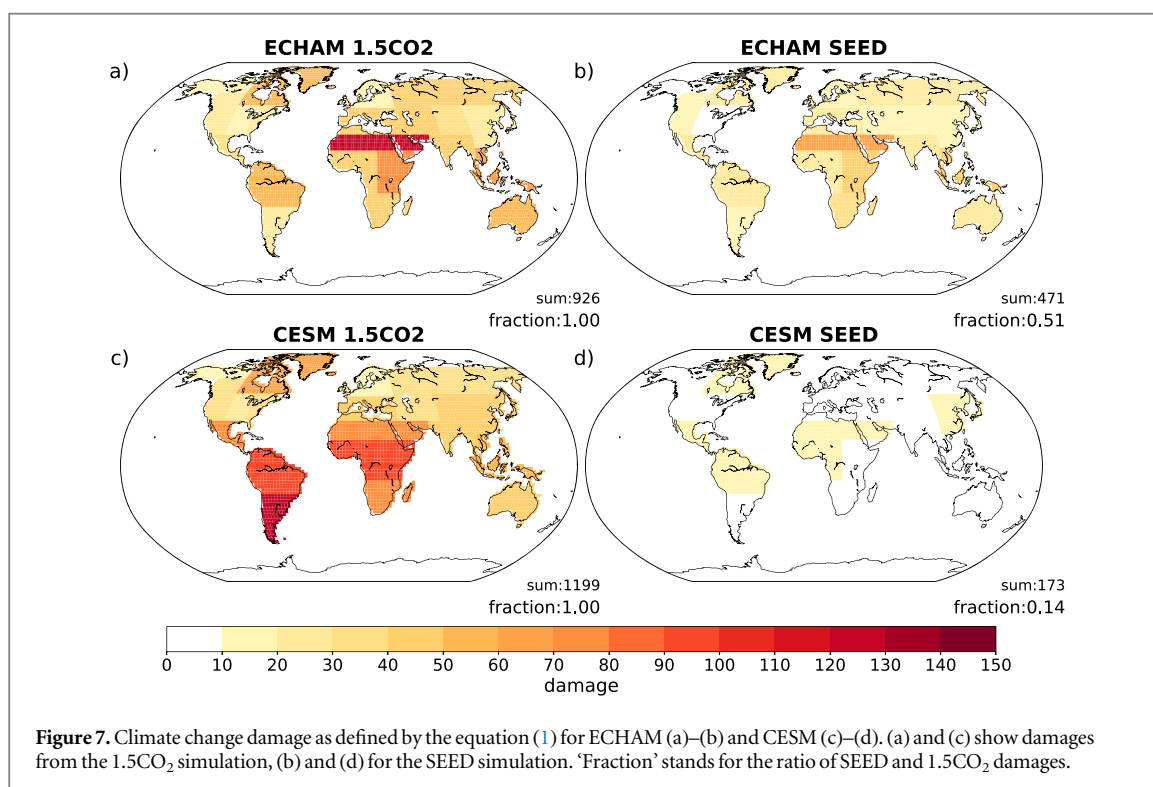 ECHAM 1.5CO2
ECHAM SEED
a)
b)
sum:926
fraction:1.00
sum:471
fraction:0.51
CESM 1.5CO2
CESM SEED
c)
d)
sum:1199
fraction:1.00
sum:173
fraction:0.14
0 10 20 30 40 50 60 70 80 90 100 110 120 130 140 150
damage
Figure 7. Climate change damage as defined by the equation (1) for ECHAM (a)–(b) and CESM (c)–(d). (a) and (c) show damages
from the 1.5CO₂ simulation, (b) and (d) for the SEED simulation. ‘Fraction’ stands for the ratio of SEED and 1.5CO₂ damages.